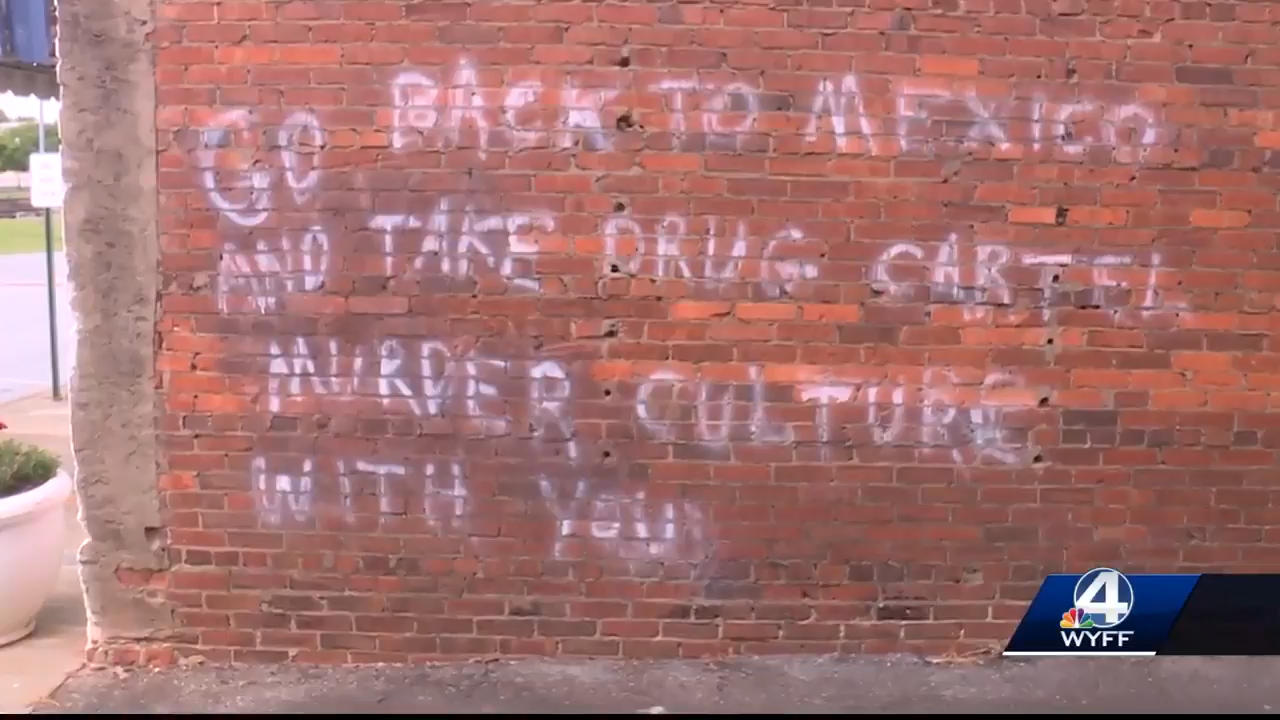 GO BACK TO MEXICO
AND TAKE DRUG CARTEL
MURDER CULTURE
WITH YOU!
4
WYFF